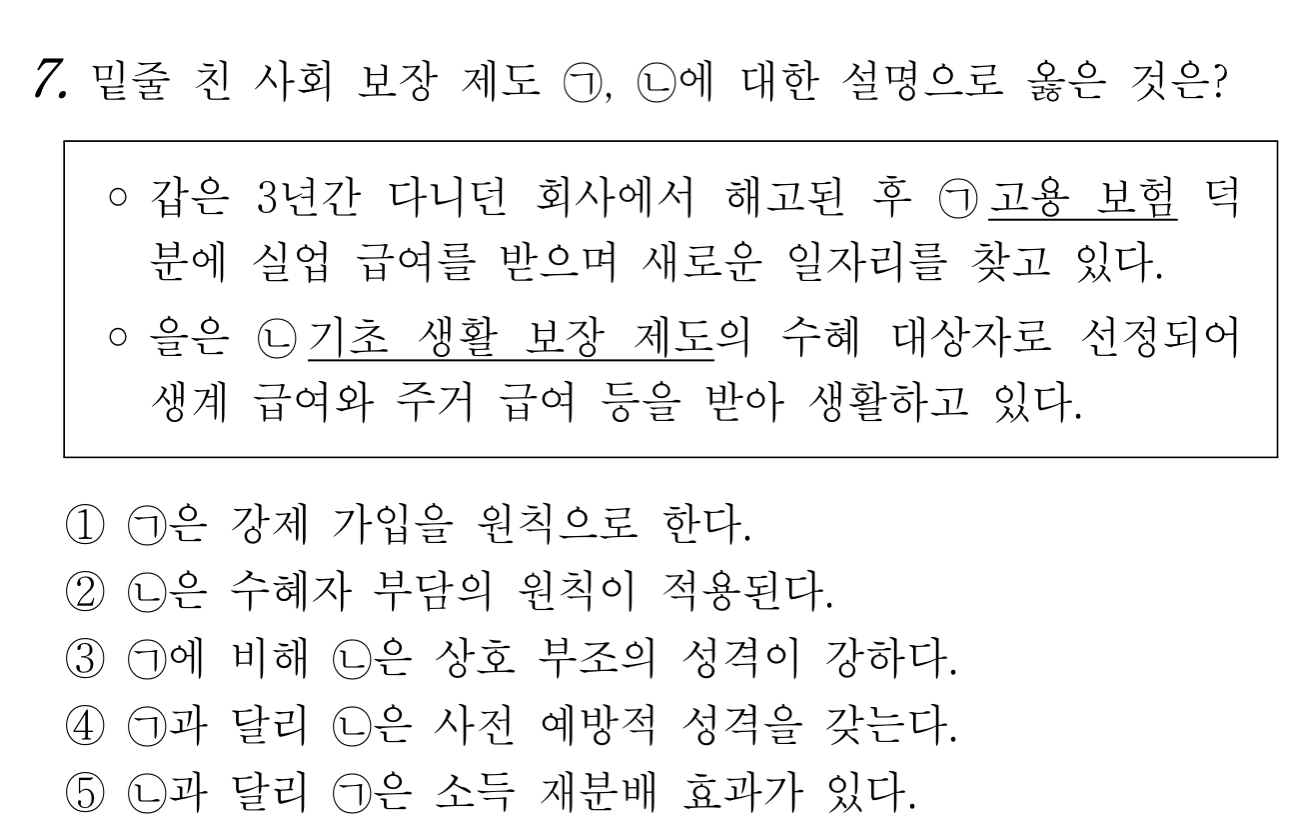 7. 밑줄 친 사회 보장 제도 ㉠, ㉡에 대한 설명으로 옳은 것은?
○ 갑은 3년간 다니던 회사에서 해고된 후 ㉠고용 보험 덕
분에 실업 급여를 받으며 새로운 일자리를 찾고 있다.
○ 을은 ㉡기초 생활 보장 제도의 수혜 대상자로 선정되어
생계 급여와 주거 급여 등을 받아 생활하고 있다.
① ㉠은 강제 가입을 원칙으로 한다.
② ㉡은 수혜자 부담의 원칙이 적용된다.
③ ㉠에 비해 ㉡은 상호 부조의 성격이 강하다.
④ ㉠과 달리 ㉡은 사전 예방적 성격을 갖는다.
⑤ ㉡과 달리 ㉠은 소득 재분배 효과가 있다.